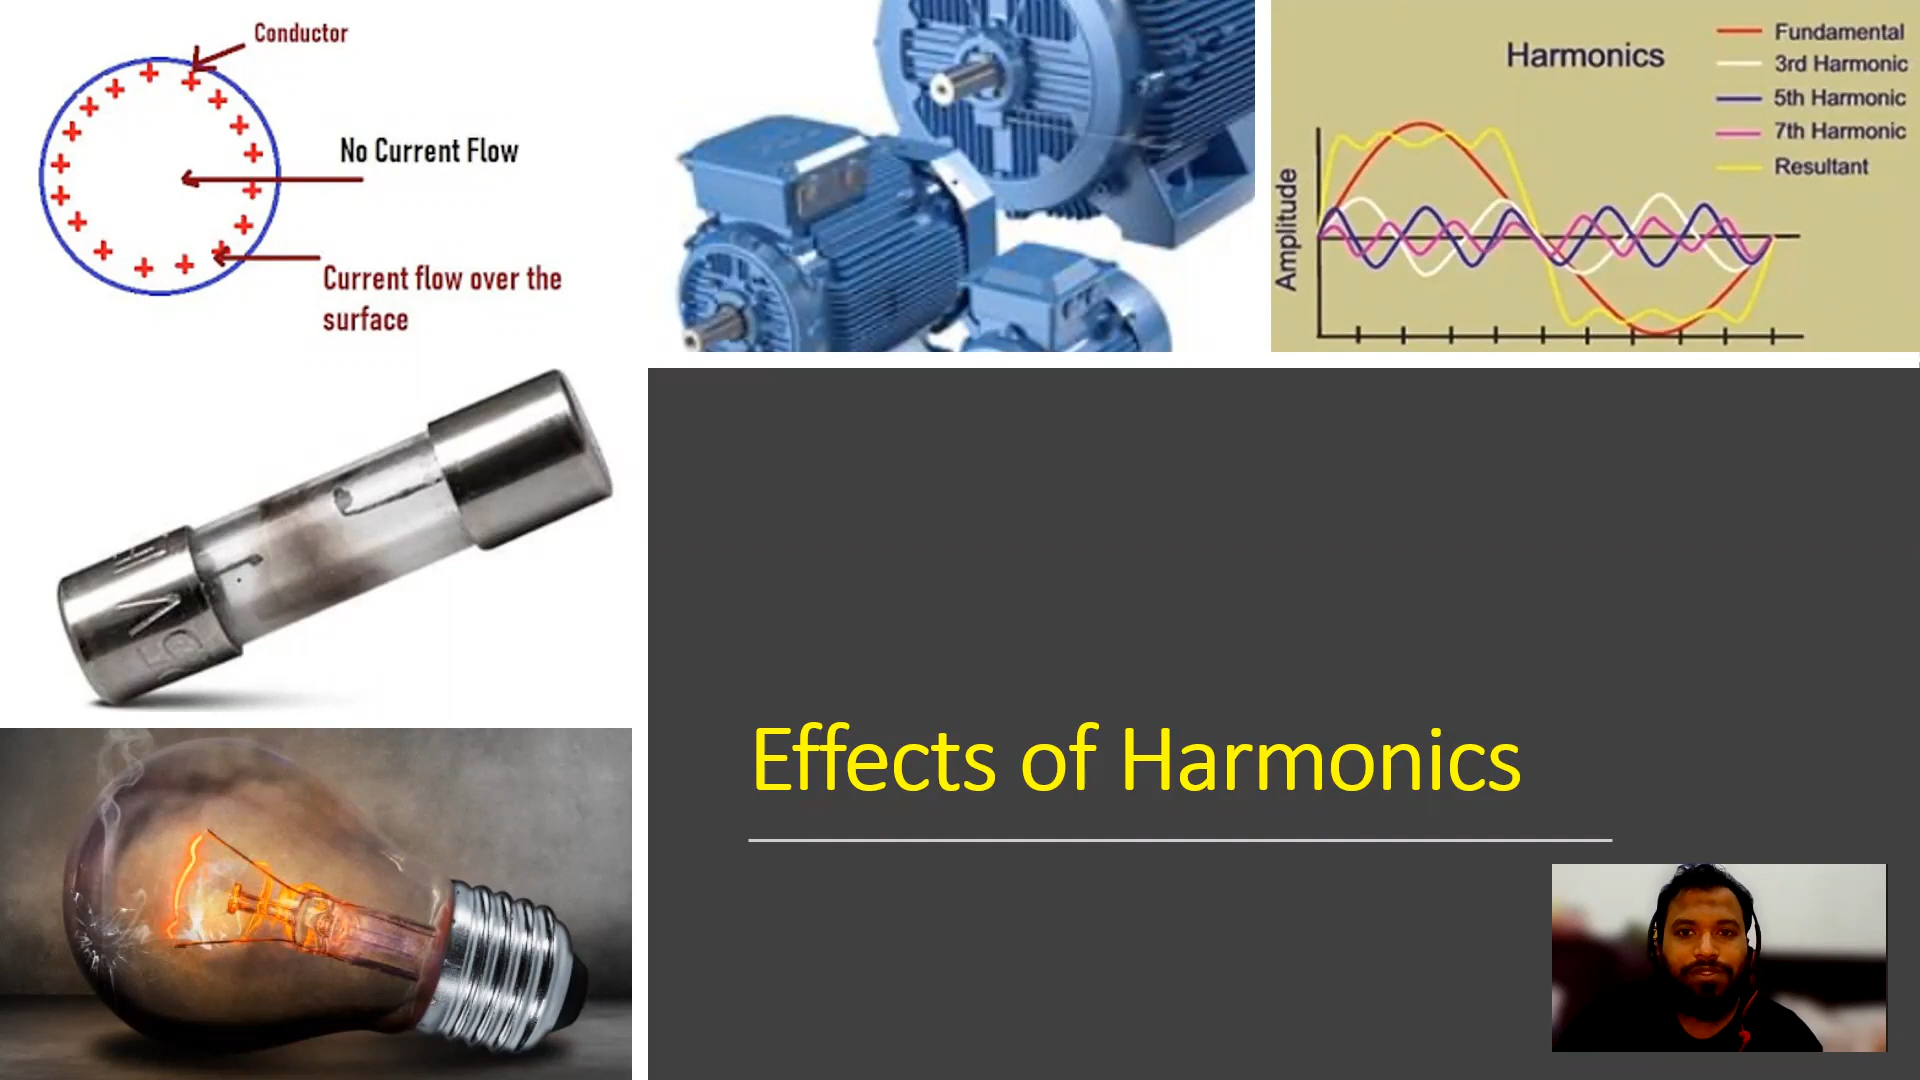 Conductor
No Current Flow
Current flow over the
surface
Harmonics
Fundamental
3rd Harmonic
5th Harmonic
7th Harmonic
Resultant
Amplitude
Effects of Harmonics